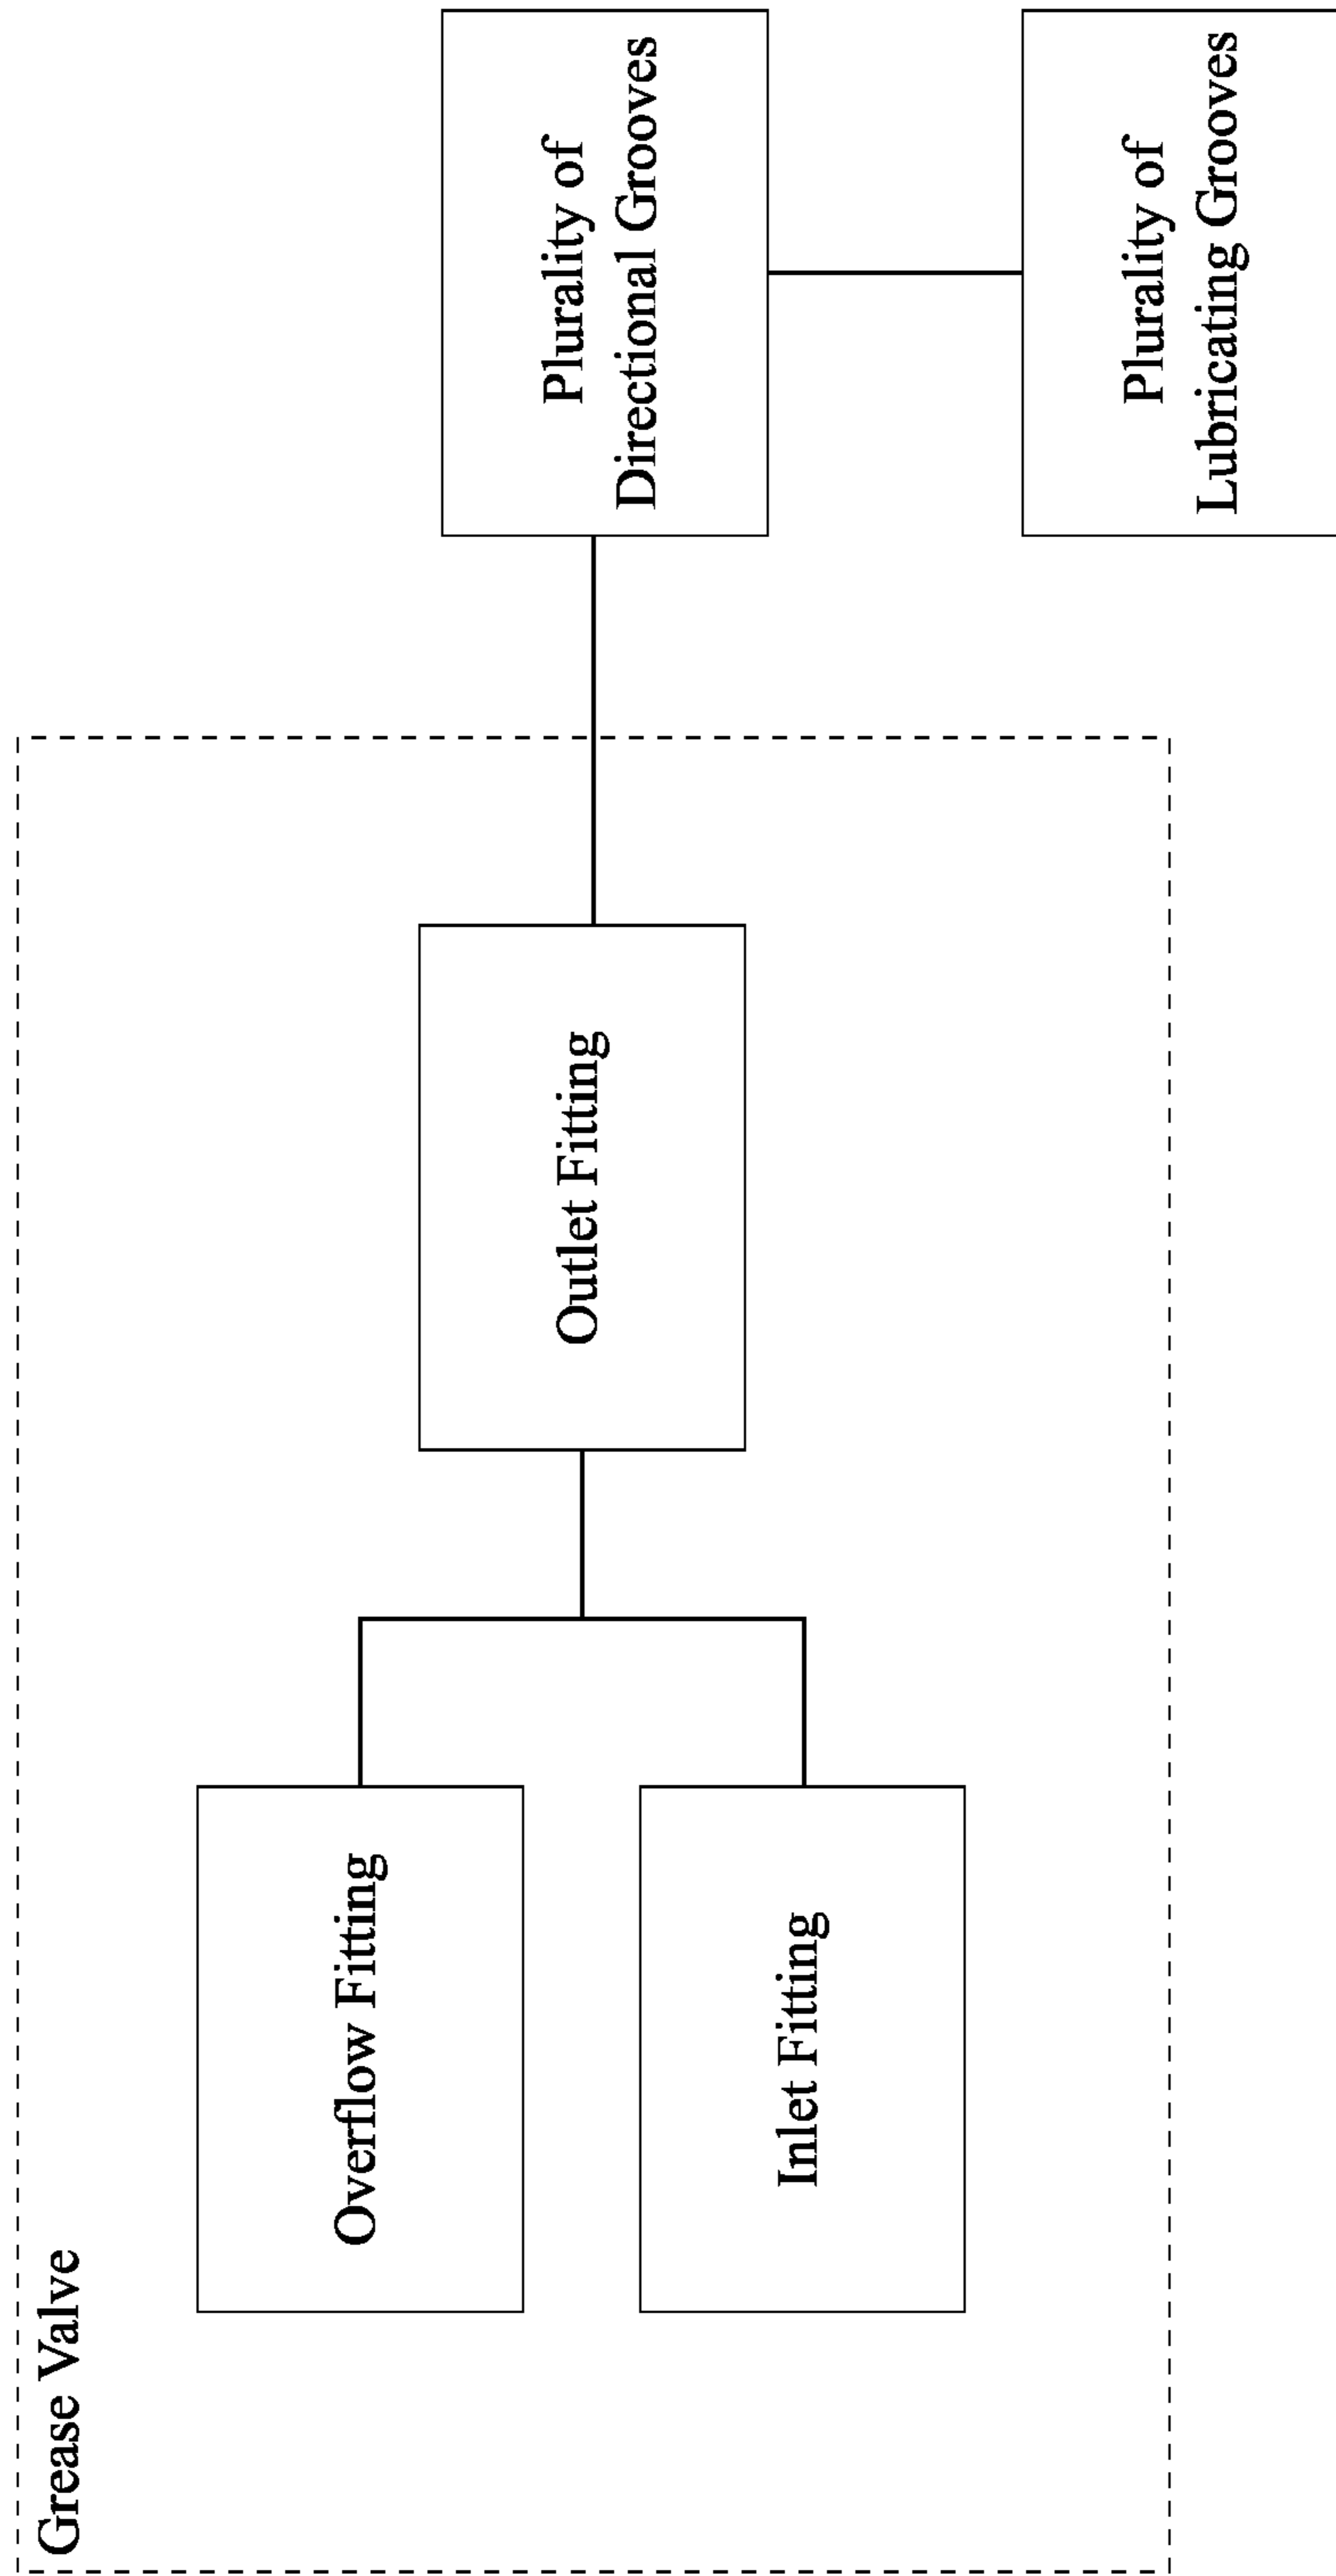 Grease Valve
Overflow Fitting
Inlet Fitting
Outlet Fitting
Plurality of
Directional Grooves
Plurality of
Lubricating Grooves